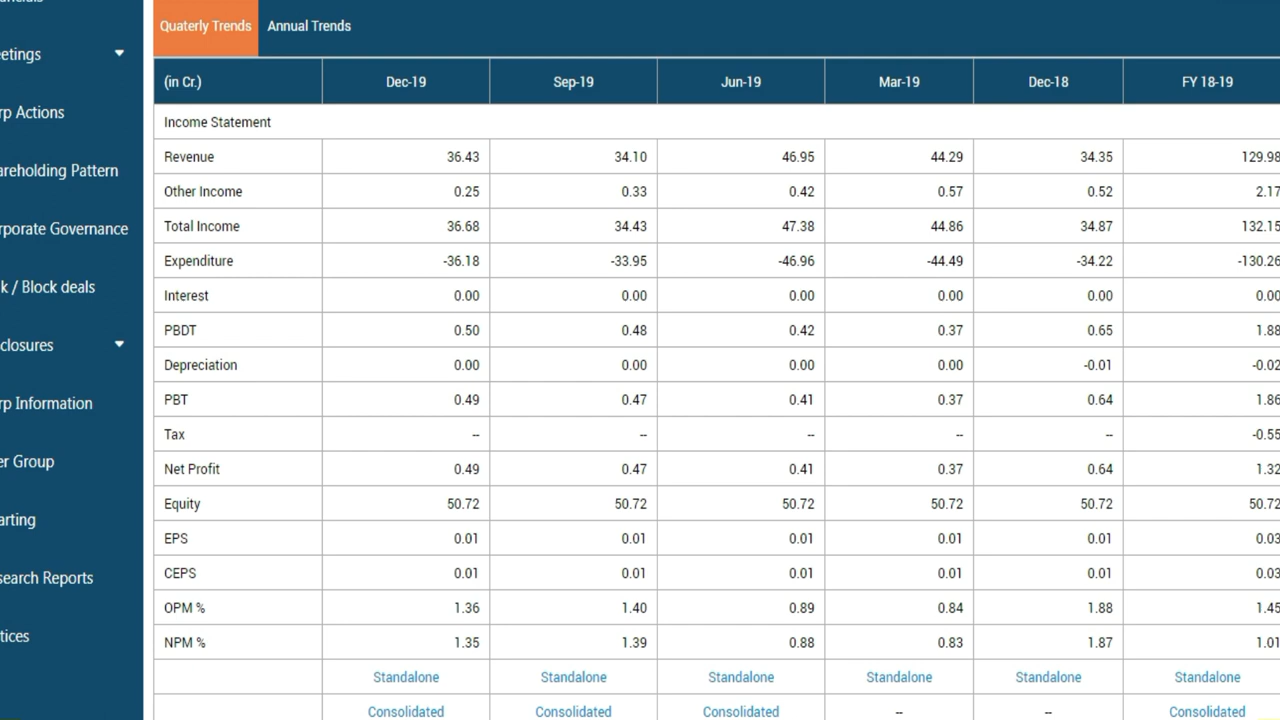 Quaterly Trends Annual Trends
(in Cr.) Dec-19 Sep-19 Jun-19 Mar-19 Dec-18 FY 18-19
Income Statement
Revenue 36.43 34.10 46.95 44.29 34.35 129.98
Other Income 0.25 0.33 0.42 0.57 0.52 2.17
Total Income 36.68 34.43 47.38 44.86 34.87 132.15
Expenditure -36.18 -33.95 -46.96 -44.49 -34.22 -130.26
Interest 0.00 0.00 0.00 0.00 0.00 0.00
PBDT 0.50 0.48 0.42 0.37 0.65 1.88
Depreciation 0.00 0.00 0.00 0.00 -0.01 -0.02
PBT 0.49 0.47 0.41 0.37 0.64 1.86
Tax -- -- -- -- -- -0.55
Net Profit 0.49 0.47 0.41 0.37 0.64 1.32
Equity 50.72 50.72 50.72 50.72 50.72 50.72
EPS 0.01 0.01 0.01 0.01 0.01 0.03
CEPS 0.01 0.01 0.01 0.01 0.01 0.03
OPM % 1.36 1.40 0.89 0.84 1.88 1.45
NPM % 1.35 1.39 0.88 0.83 1.87 1.01
Standalone Standalone Standalone Standalone Standalone Standalone
Consolidated Consolidated Consolidated -- -- Consolidated
eetings
rp Actions
areholding Pattern
rporate Governance
k / Block deals
closures
rp Information
er Group
arting
search Reports
tices